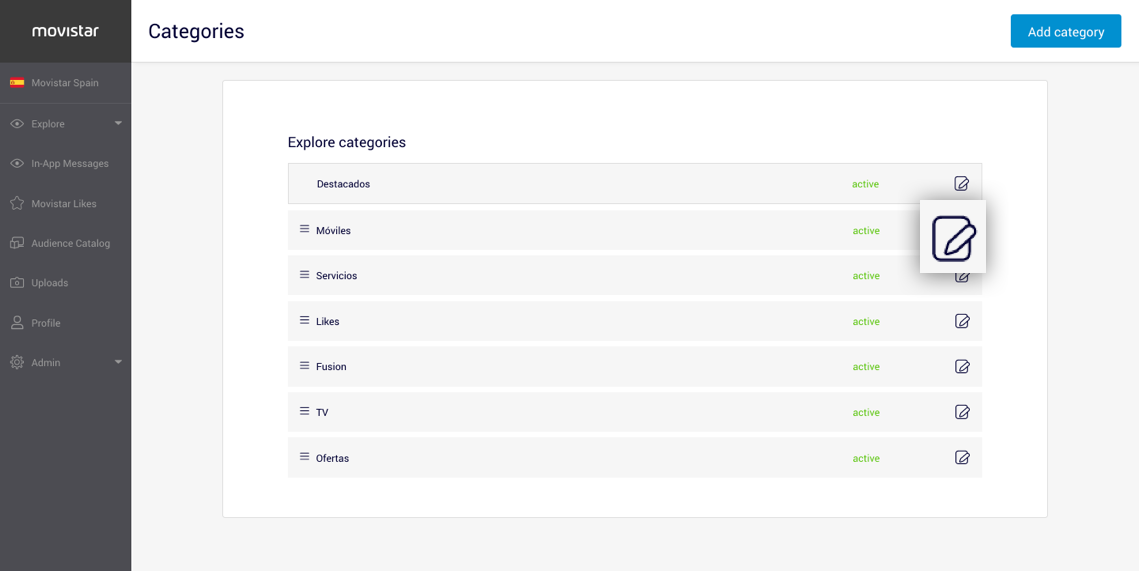 movistar
Categories
Add category
Movistar Spain
Explore
In-App Messages
Movistar Likes
Audience Catalog
Uploads
Profile
Admin
Explore categories
Destacados active
Móviles active
Servicios active
Likes active
Fusion active
TV active
Ofertas active